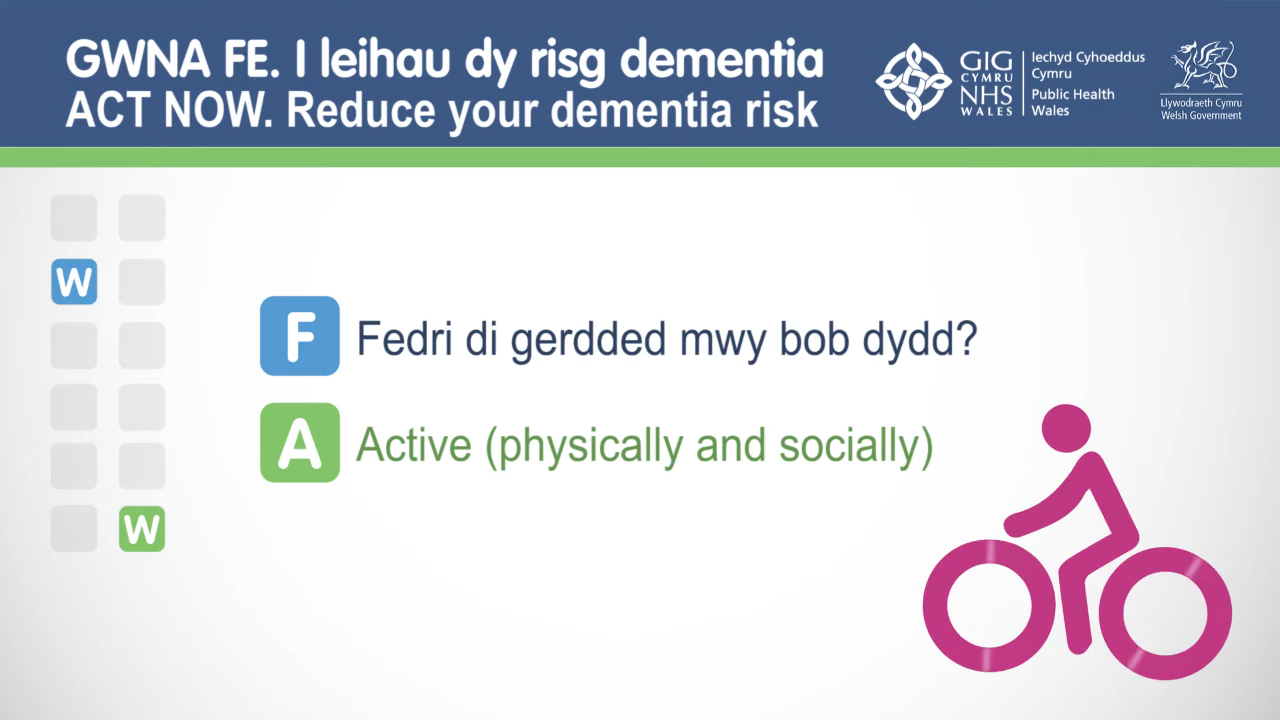 GWNA FE. I leihau dy risg dementia
ACT NOW. Reduce your dementia risk
GIG
CYMRU
NHS
WALES
Iechyd Cyhoeddus
Cymru
Public Health
Wales
Llywodraeth Cymru
Welsh Government
W
F Fedri di gerdded mwy bob dydd?
A Active (physically and socially)
W